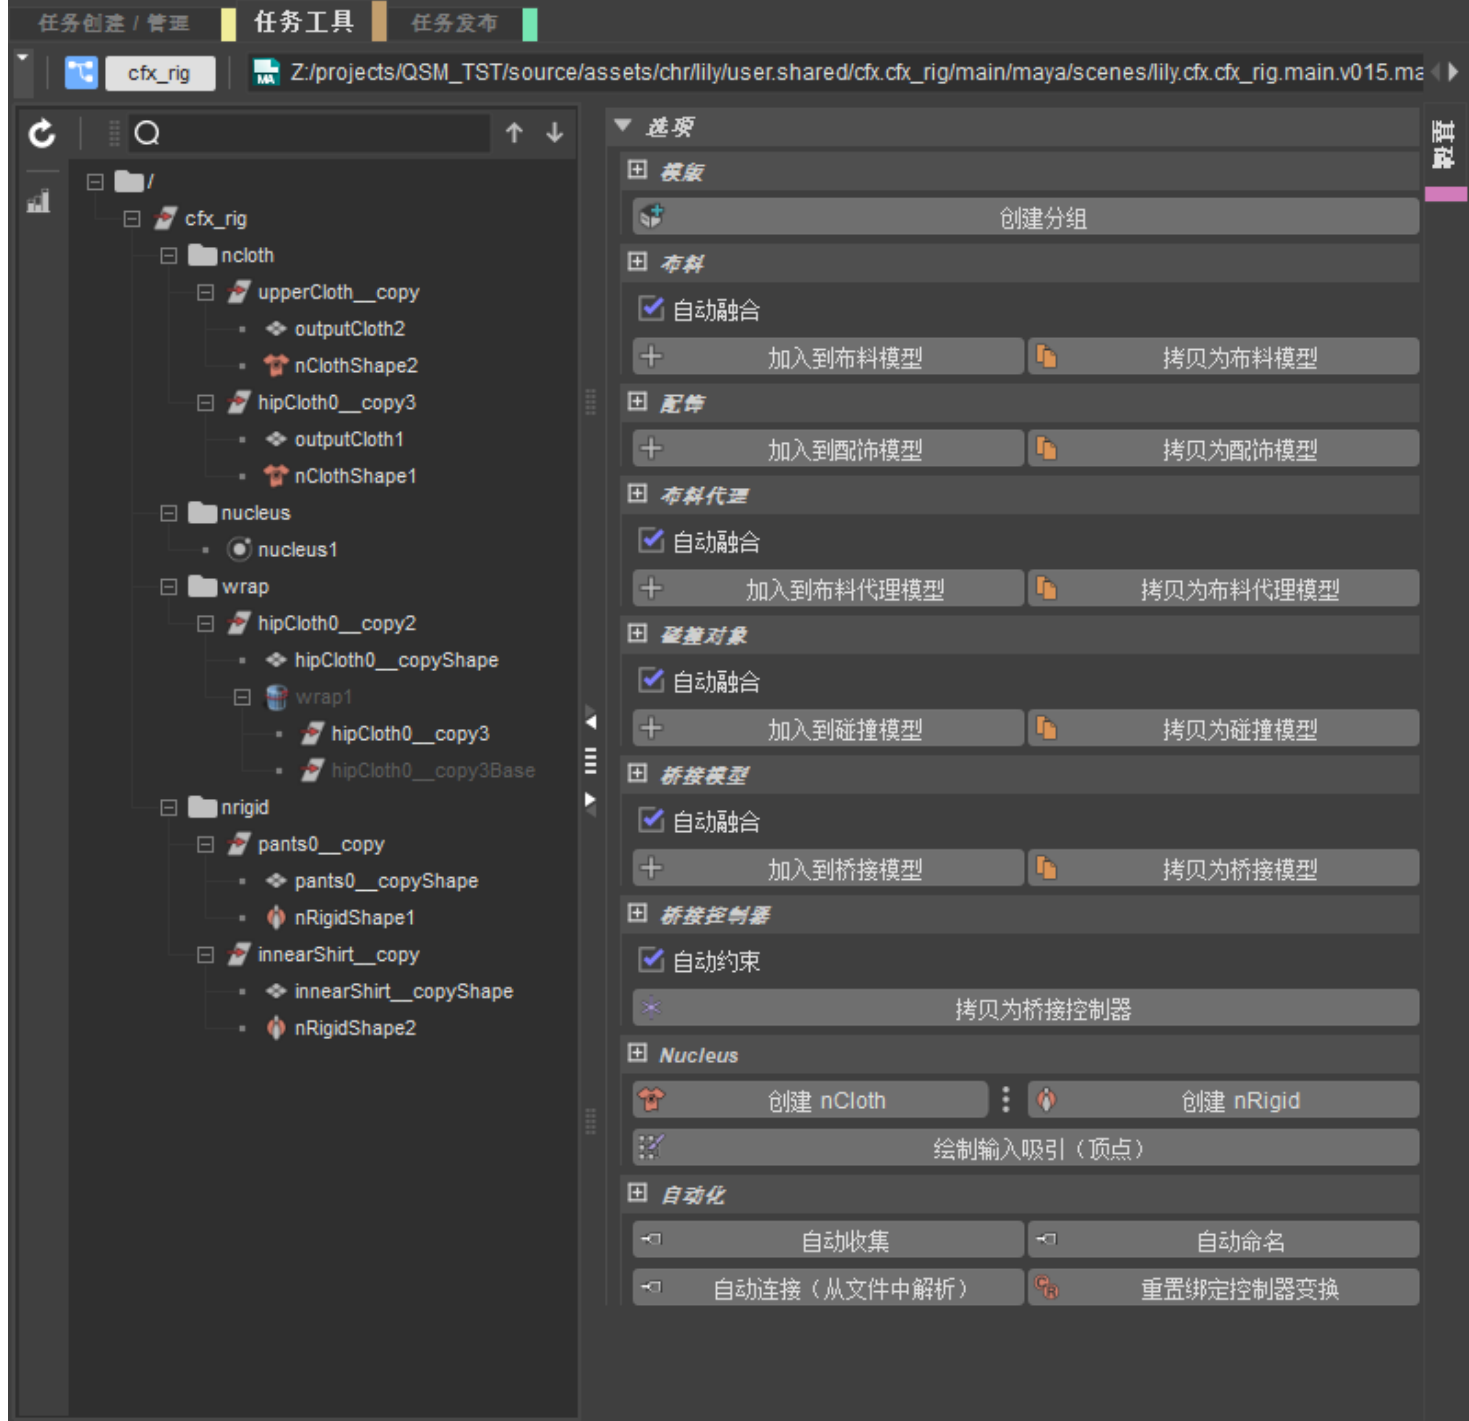 任务创建 / 管理
任务工具
任务发布
cfx_rig
Z:/projects/QSM_TST/source/assets/chr/lily/user.shared/cfx.cfx_rig/main/maya/scenes/lily.cfx.cfx_rig.main.v015.ma
/
cfx_rig
ncloth
upperCloth__copy
outputCloth2
nClothShape2
hipCloth0__copy3
outputCloth1
nClothShape1
nucleus
nucleus1
wrap
hipCloth0__copy2
hipCloth0__copyShape
wrap1
hipCloth0__copy3
hipCloth0__copy3Base
nrigid
pants0__copy
pants0__copyShape
nRigidShape1
innearShirt__copy
innearShirt__copyShape
nRigidShape2
选项
模版
创建分组
布料
自动融合
加入到布料模型
拷贝为布料模型
配饰
加入到配饰模型
拷贝为配饰模型
布料代理
自动融合
加入到布料代理模型
拷贝为布料代理模型
碰撞对象
自动融合
加入到碰撞模型
拷贝为碰撞模型
桥接模型
自动融合
加入到桥接模型
拷贝为桥接模型
桥接控制器
自动约束
拷贝为桥接控制器
Nucleus
创建 nCloth
创建 nRigid
绘制输入吸引（顶点）
自动化
自动收集
自动命名
自动连接（从文件中解析）
重置绑定控制器变换
基础